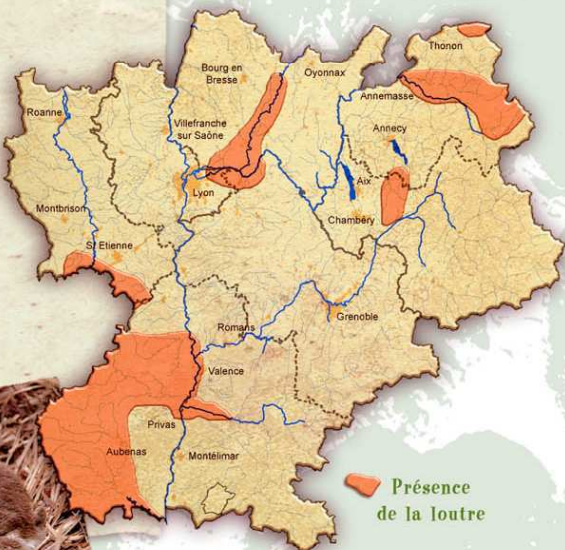 Thonon
Bourg en
Bresse
Oyonnax
Annemasse
Roanne
Villefranche
sur Saône
Annecy
Lyon
Aix
Montbrison
Chambéry
St Etienne
Romans
Grenoble
Valence
Privas
Aubenas
Montélimar
Présence
de la loutre